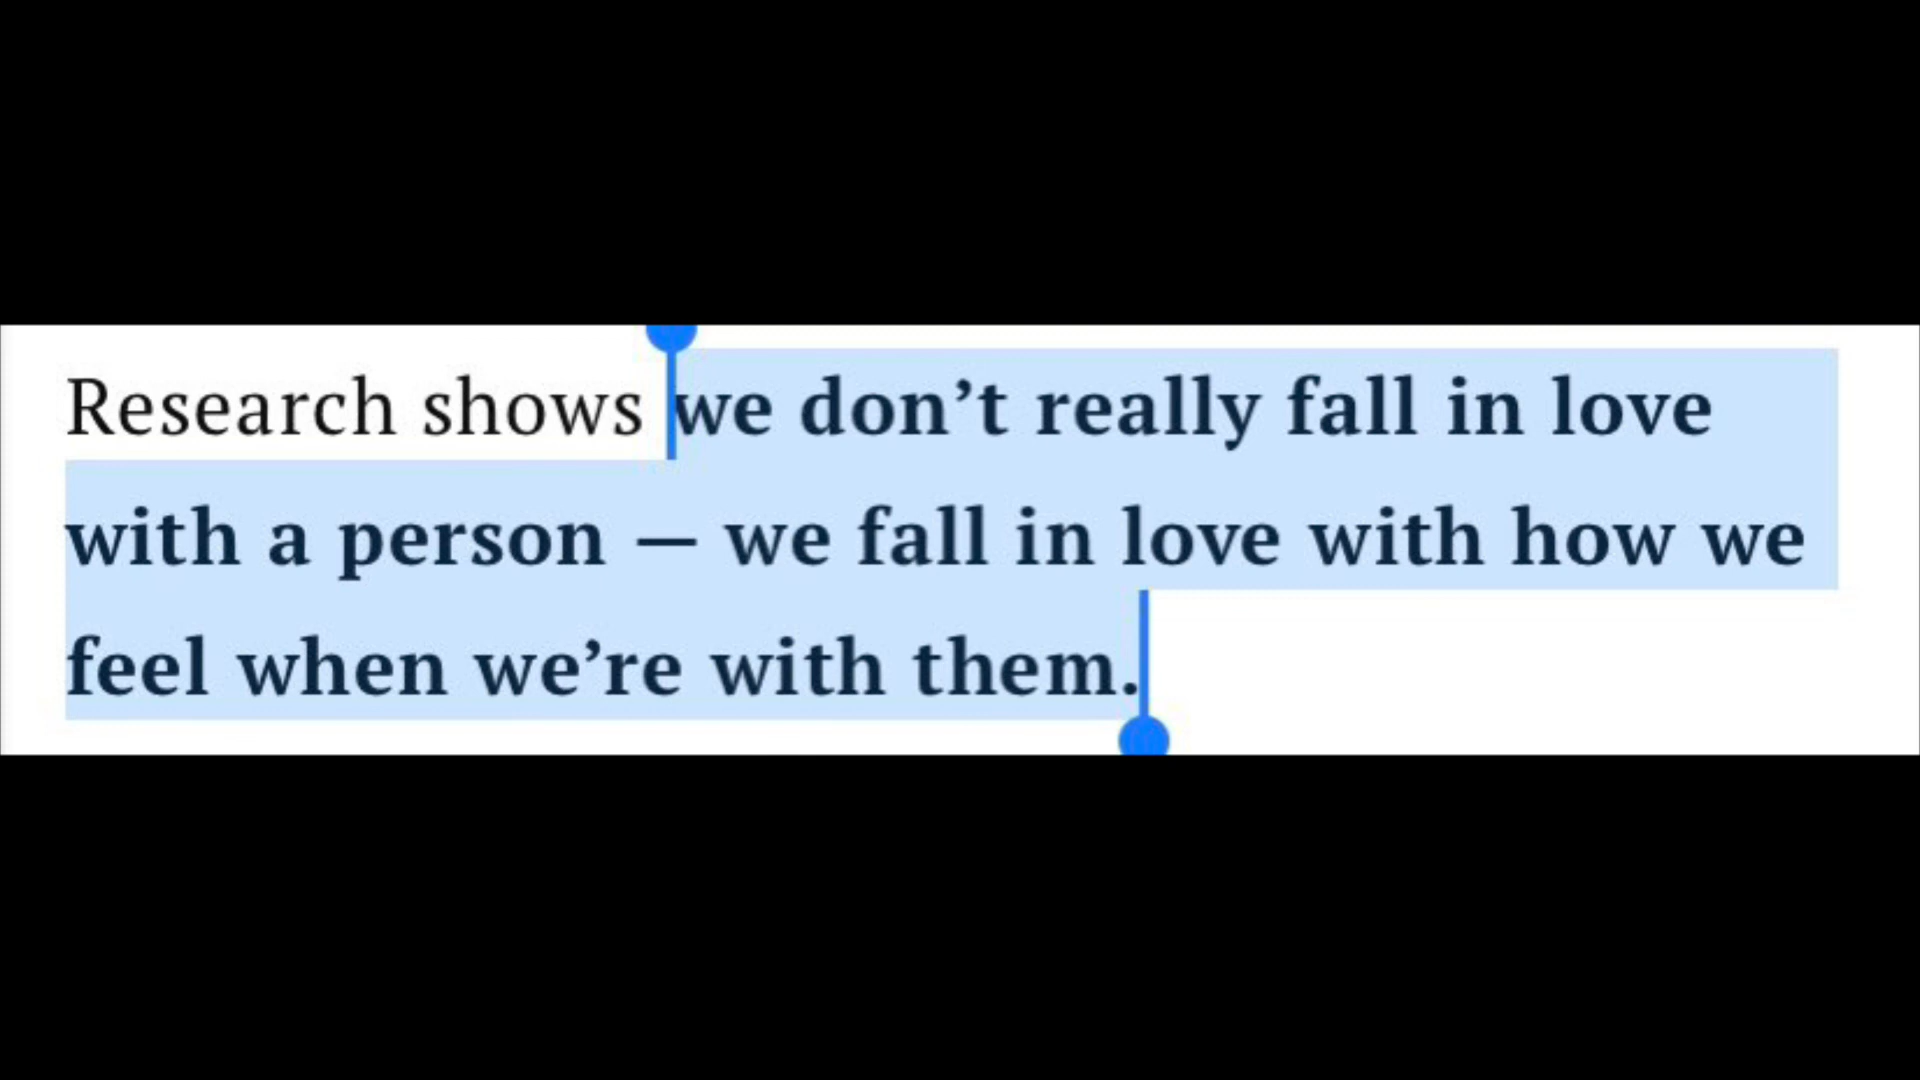 Research shows we don’t really fall in love
with a person — we fall in love with how we
feel when we’re with them.